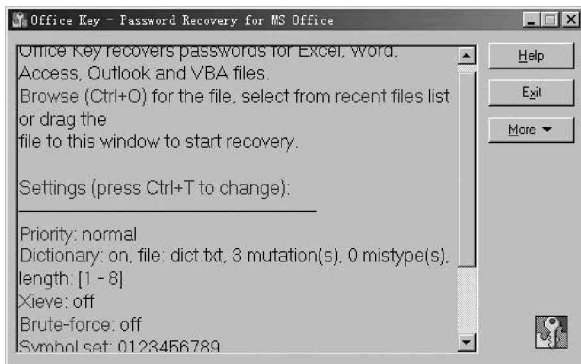 Office Key - Password Recovery for MS Office
Office Key recovers passwords for Excel, Word,
Access, Outlook and VBA files.
Browse (Ctrl+O) for the file, select from recent files list
or drag the
file to this window to start recovery.
Settings (press Ctrl+T to change):
Priority: normal
Dictionary: on, file: dict txt, 3 mutation(s), 0 mistype(s),
length: [1 - 8]
Xieve: off
Brute-force: off
Symbol set: 0123456789
Help
Exit
More